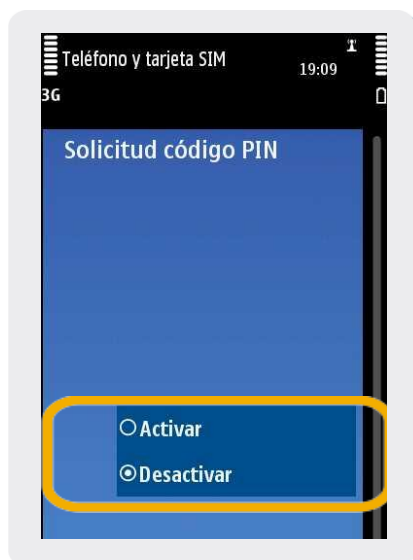 Teléfono y tarjeta SIM
19:09
3G
Solicitud código PIN
Activar
Desactivar